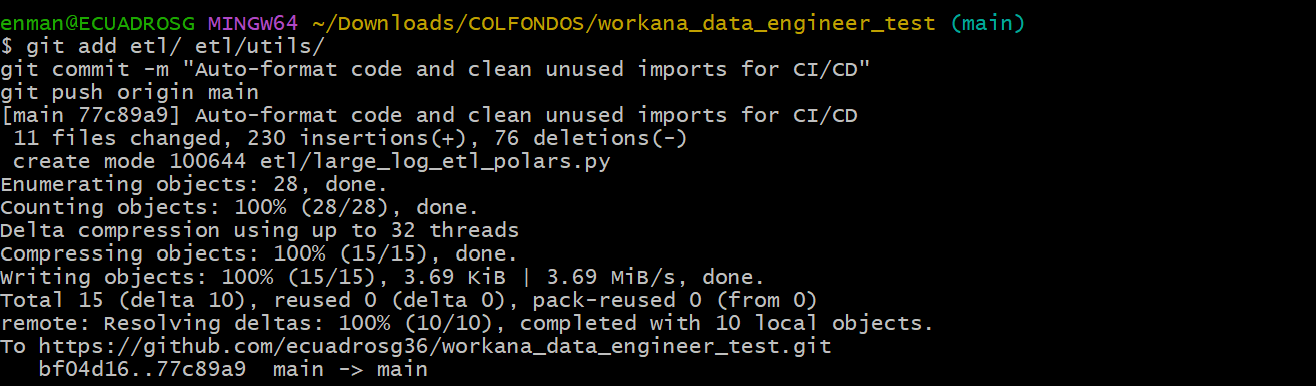 enman@ECUADROSG MINGW64 ~/Downloads/COLFONDOS/workana_data_engineer_test (main)
$ git add etl/ etl/utils/
git commit -m "Auto-format code and clean unused imports for CI/CD"
git push origin main
[main 77c89a9] Auto-format code and clean unused imports for CI/CD
 11 files changed, 230 insertions(+), 76 deletions(-)
 create mode 100644 etl/large_log_etl_polars.py
Enumerating objects: 28, done.
Counting objects: 100% (28/28), done.
Delta compression using up to 32 threads
Compressing objects: 100% (15/15), done.
Writing objects: 100% (15/15), 3.69 KiB | 3.69 MiB/s, done.
Total 15 (delta 10), reused 0 (delta 0), pack-reused 0 (from 0)
remote: Resolving deltas: 100% (10/10), completed with 10 local objects.
To https://github.com/ecuadrosg36/workana_data_engineer_test.git
   bf04d16..77c89a9  main -> main